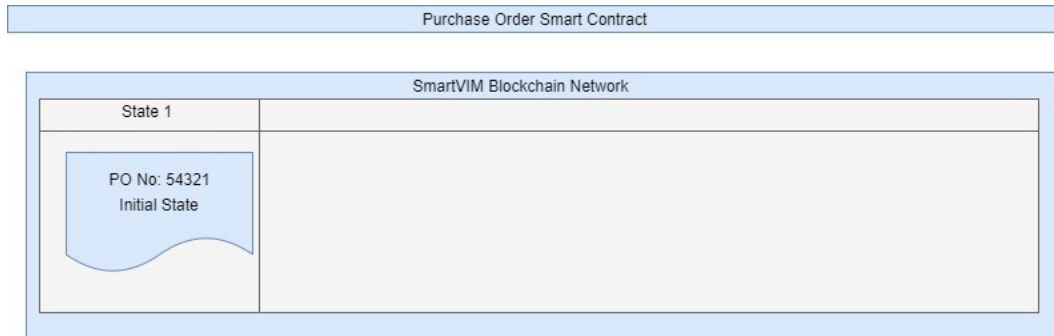 Purchase Order Smart Contract
SmartVIM Blockchain Network
State 1
PO No: 54321
Initial State